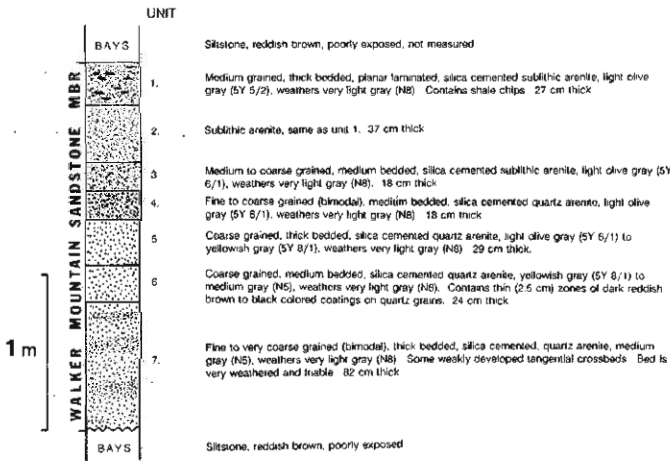 UNIT
BAYS
Siltstone, reddish brown, poorly exposed, not measured
WALKER MOUNTAIN SANDSTONE MBR
1.
Medium grained, thick bedded, planar laminated, silica cemented sublithic arenite, light olive
gray (5Y 5/2), weathers very light gray (N8) Contains shale chips 27 cm thick
2.
Sublithic arenite, same as unit 1. 37 cm thick
3
Medium to coarse grained, medium bedded, silica cemented sublithic arenite, light olive gray (5Y
6/1), weathers very light gray (N8). 18 cm thick
4.
Fine to coarse grained (bimodal), medium bedded, silica cemented quartz arenite, light olive
gray (5Y 6/1), weathers very light gray (N8) 18 cm thick
5
Coarse grained, thick bedded, silica cemented quartz arenite, light olive gray (5Y 6/1) to
yellowish gray (5Y 8/1), weathers very light gray (N8) 29 cm thick.
6
Coarse grained, medium bedded, silica cemented quartz arenite, yellowish gray (5Y 8/1) to
medium gray (N5), weathers very light gray (N8). Contains thin (2.5 cm) zones of dark reddish
brown to black colored coatings on quartz grains. 24 cm thick
1 m
7.
Fine to very coarse grained (bimodal), thick bedded, silica cemented, quartz arenite, medium
gray (N5), weathers very light gray (N8) Some weakly developed tangential crossbeds Bed is
very weathered and friable 82 cm thick
BAYS
Siltstone, reddish brown, poorly exposed